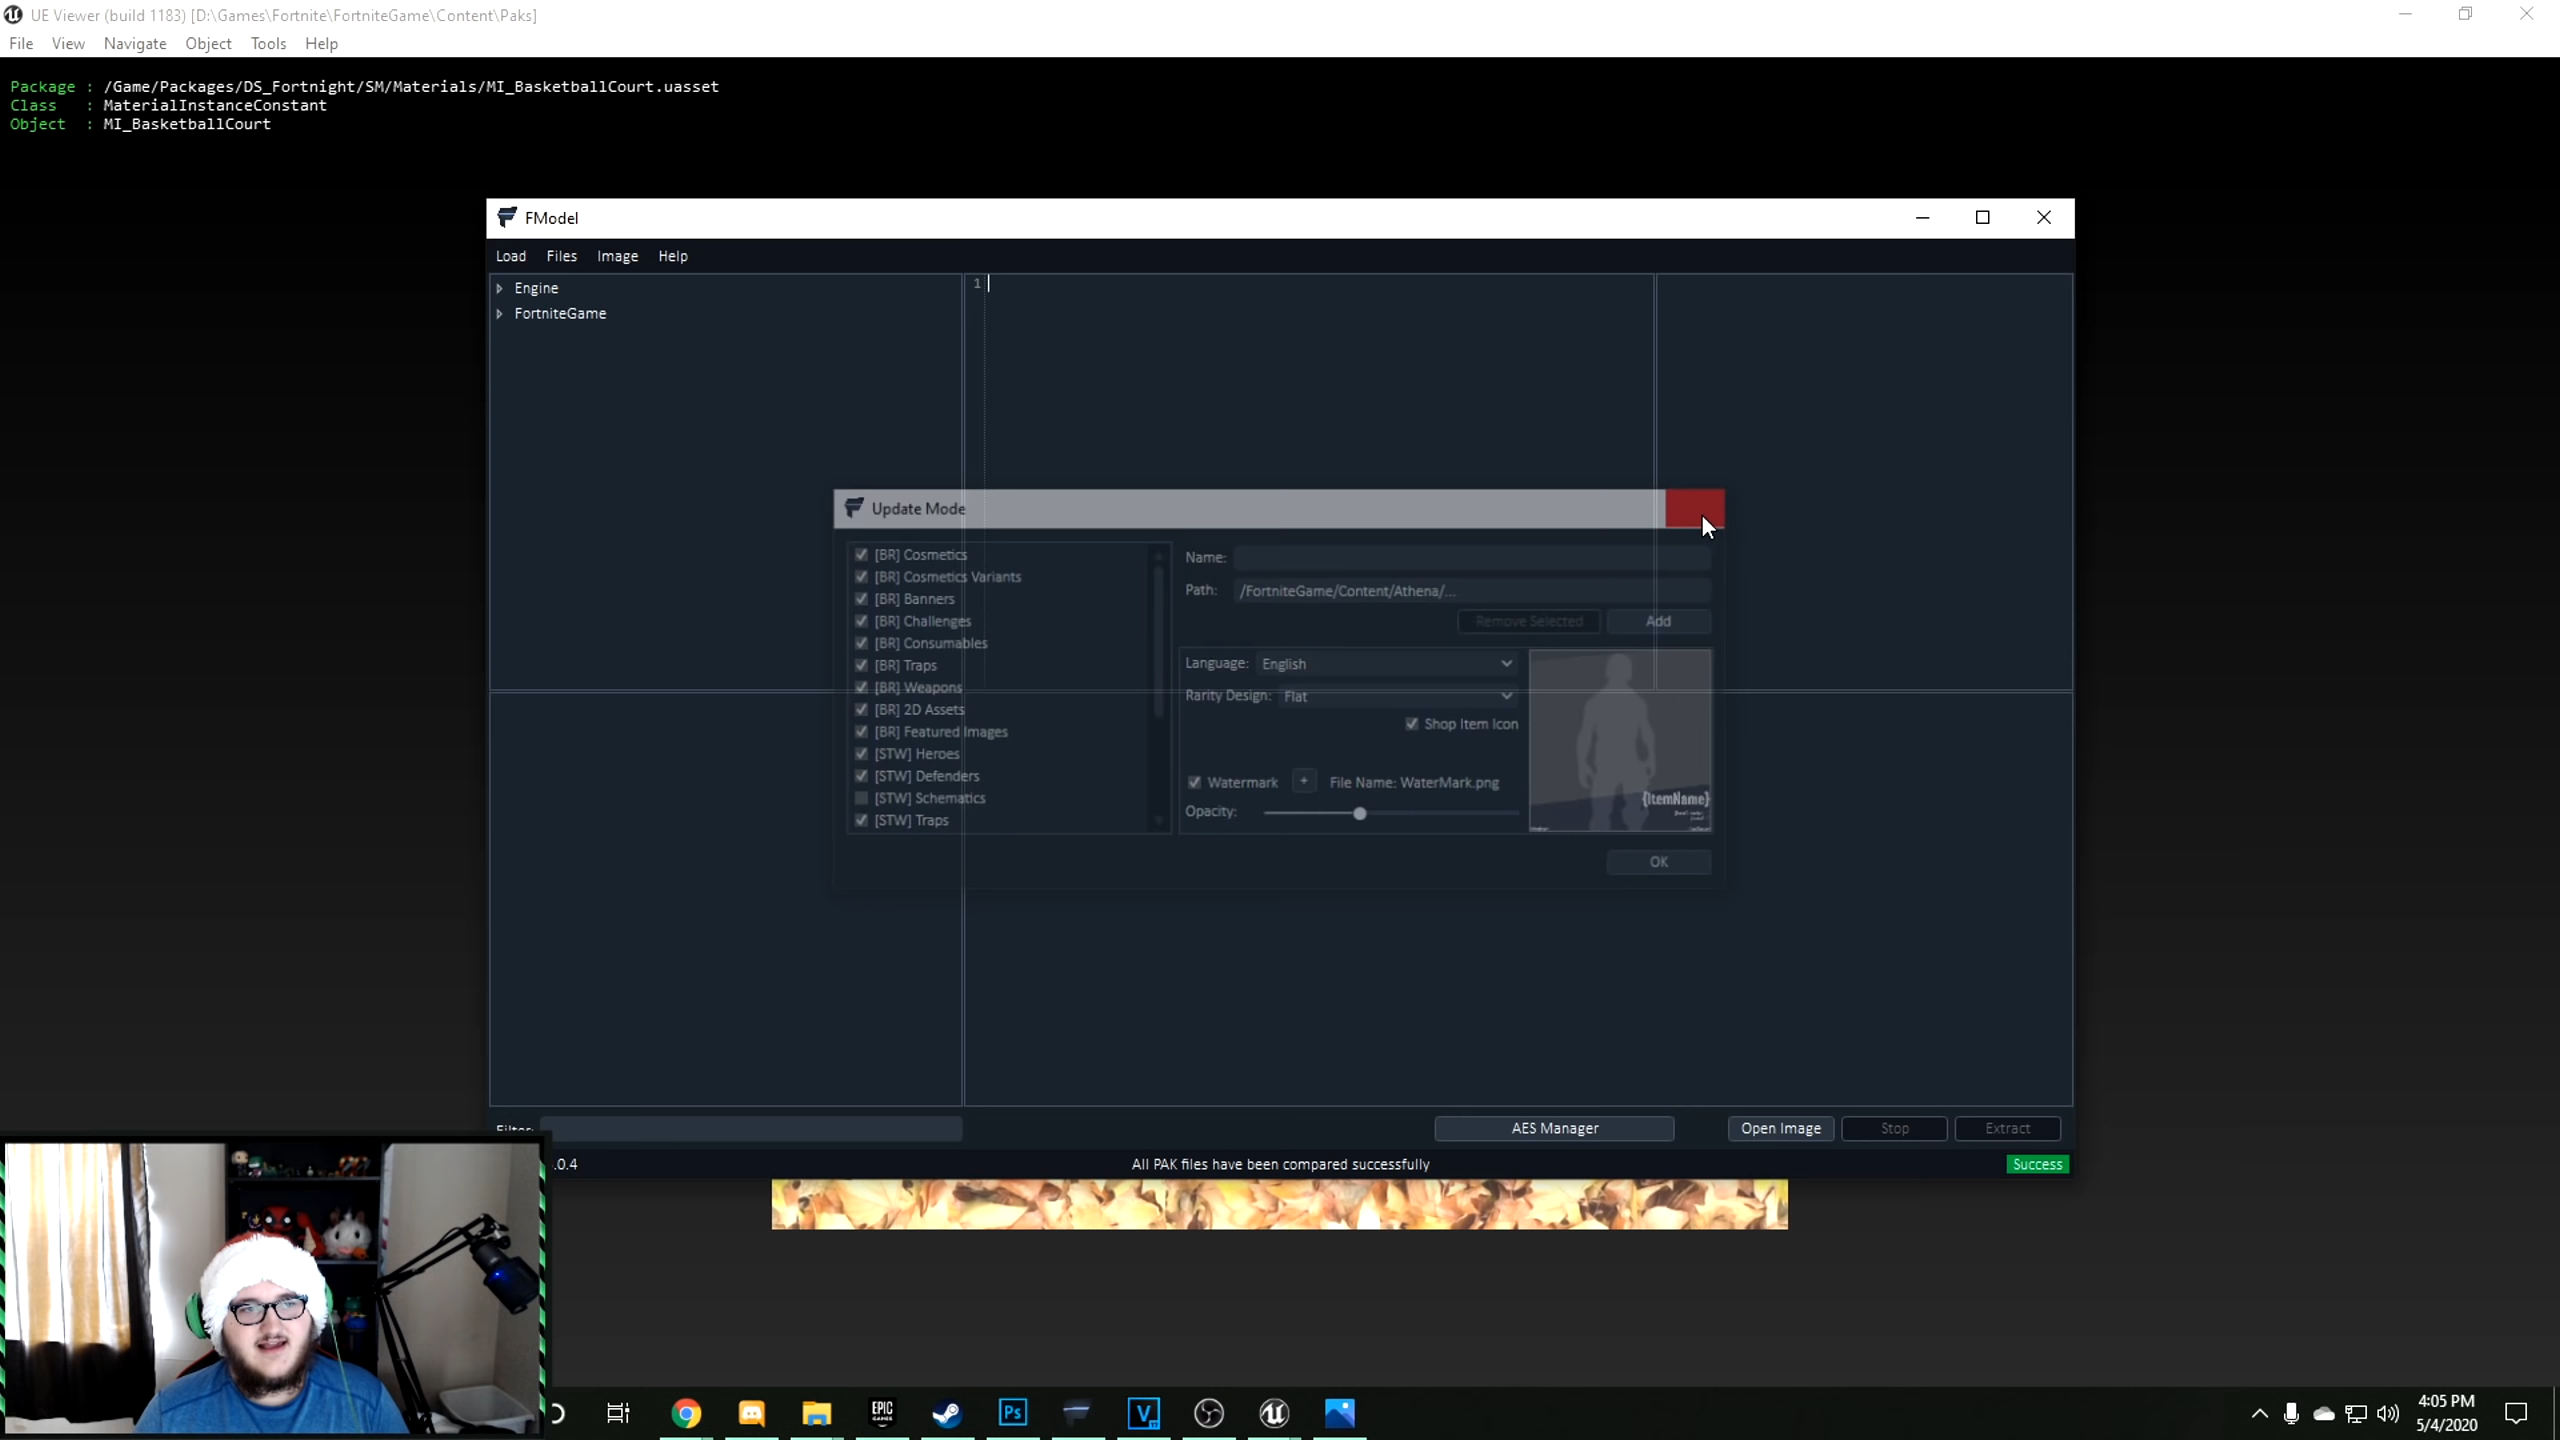 UE Viewer (build 1183) [D:\Games\Fortnite\FortniteGame\Content\Paks]
File View Navigate Object Tools Help
Package : /Game/Packages/DS_Fortnight/SM/Materials/MI_BasketballCourt.uasset
Class : MaterialInstanceConstant
Object : MI_BasketballCourt
FModel
Load Files Image Help
Engine
FortniteGame
1
Update Mode
[BR] Cosmetics
[BR] Cosmetics Variants
[BR] Banners
[BR] Challenges
[BR] Consumables
[BR] Traps
[BR] Weapons
[BR] 2D Assets
[BR] Featured Images
[STW] Heroes
[STW] Defenders
[STW] Schematics
[STW] Traps
Name:
Path: /FortniteGame/Content/Athena/...
Remove Selected Add
Language: English
Rarity Design: Flat
Shop Item Icon
Watermark + File Name: WaterMark.png
Opacity:
{ItemName}
OK
Filter:
AES Manager Open Image Stop Extract
.0.4 All PAK files have been compared successfully Success
EPIC GAMES
Ps
V
4:05 PM
5/4/2020